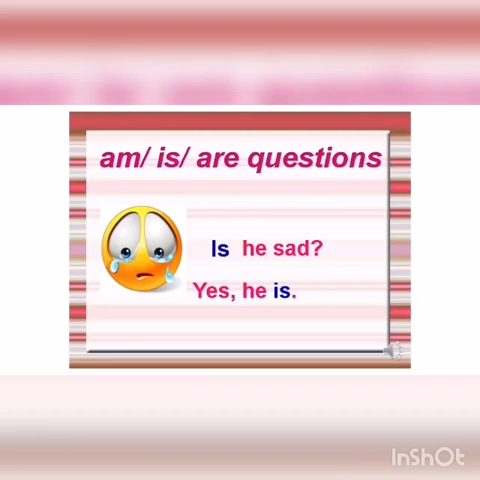 am/ is/ are questions
Is he sad?
Yes, he is.
InShOt